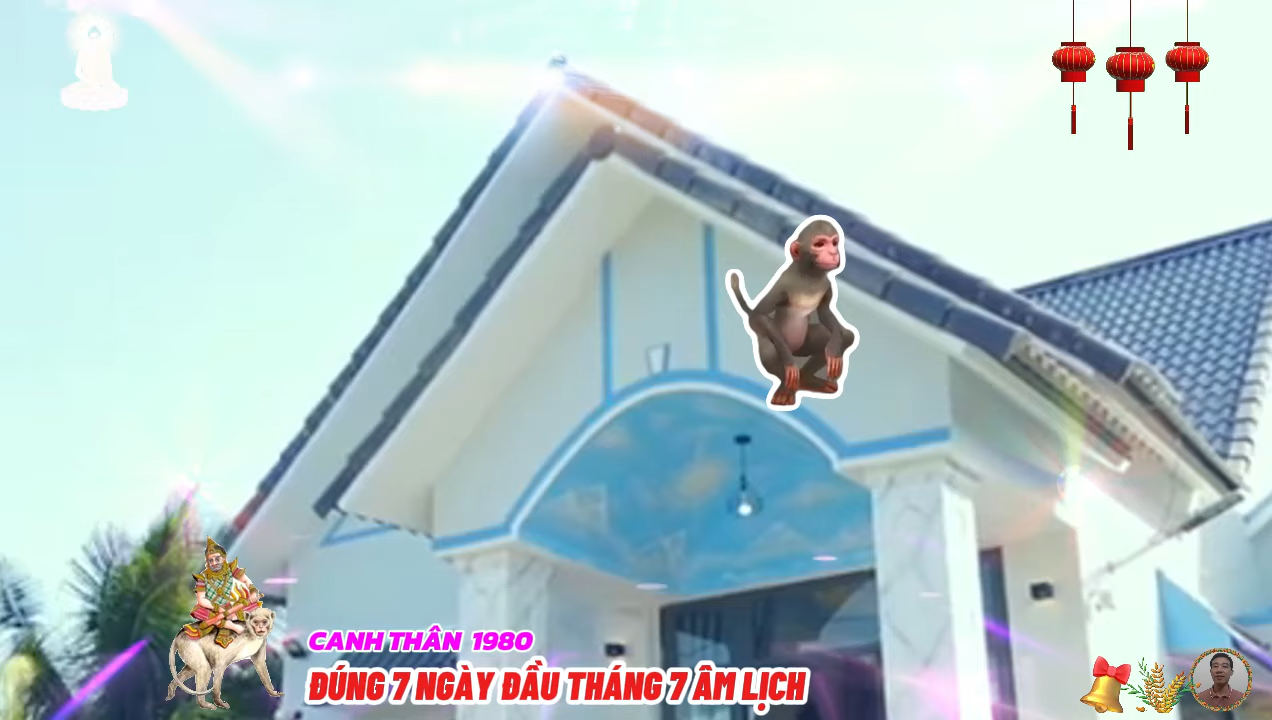 CANH THÂN 1980
ĐÚNG 7 NGÀY ĐẦU THÁNG 7 ÂM LỊCH